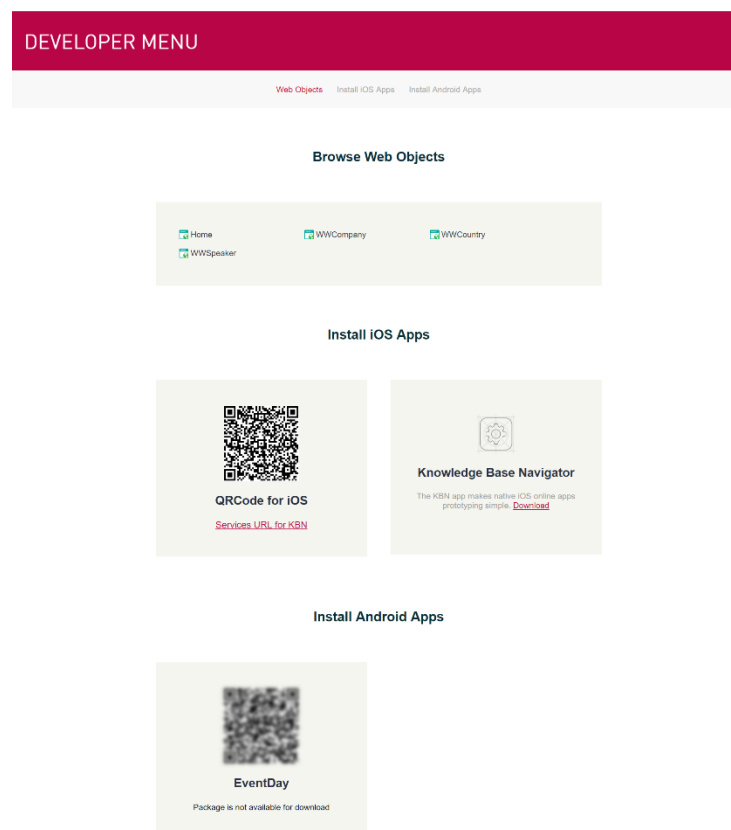 DEVELOPER MENU
Web Objects Install iOS Apps Install Android Apps
Browse Web Objects
Home WWCompany WWCountry
WWSpeaker
Install iOS Apps
QRCode for iOS
Services URL for KBN
Knowledge Base Navigator
The KBN app makes native iOS online apps
prototyping simple. Download
Install Android Apps
EventDay
Package is not available for download